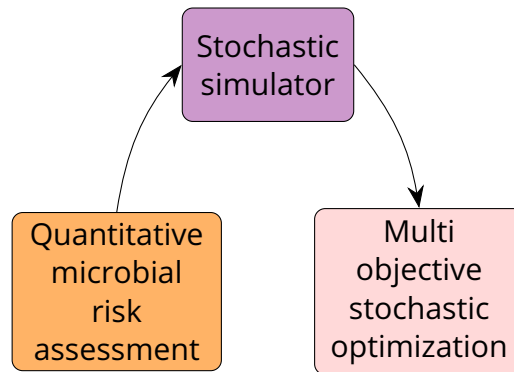 Stochastic
simulator
Quantitative
microbial
risk
assessment
Multi
objective
stochastic
optimization